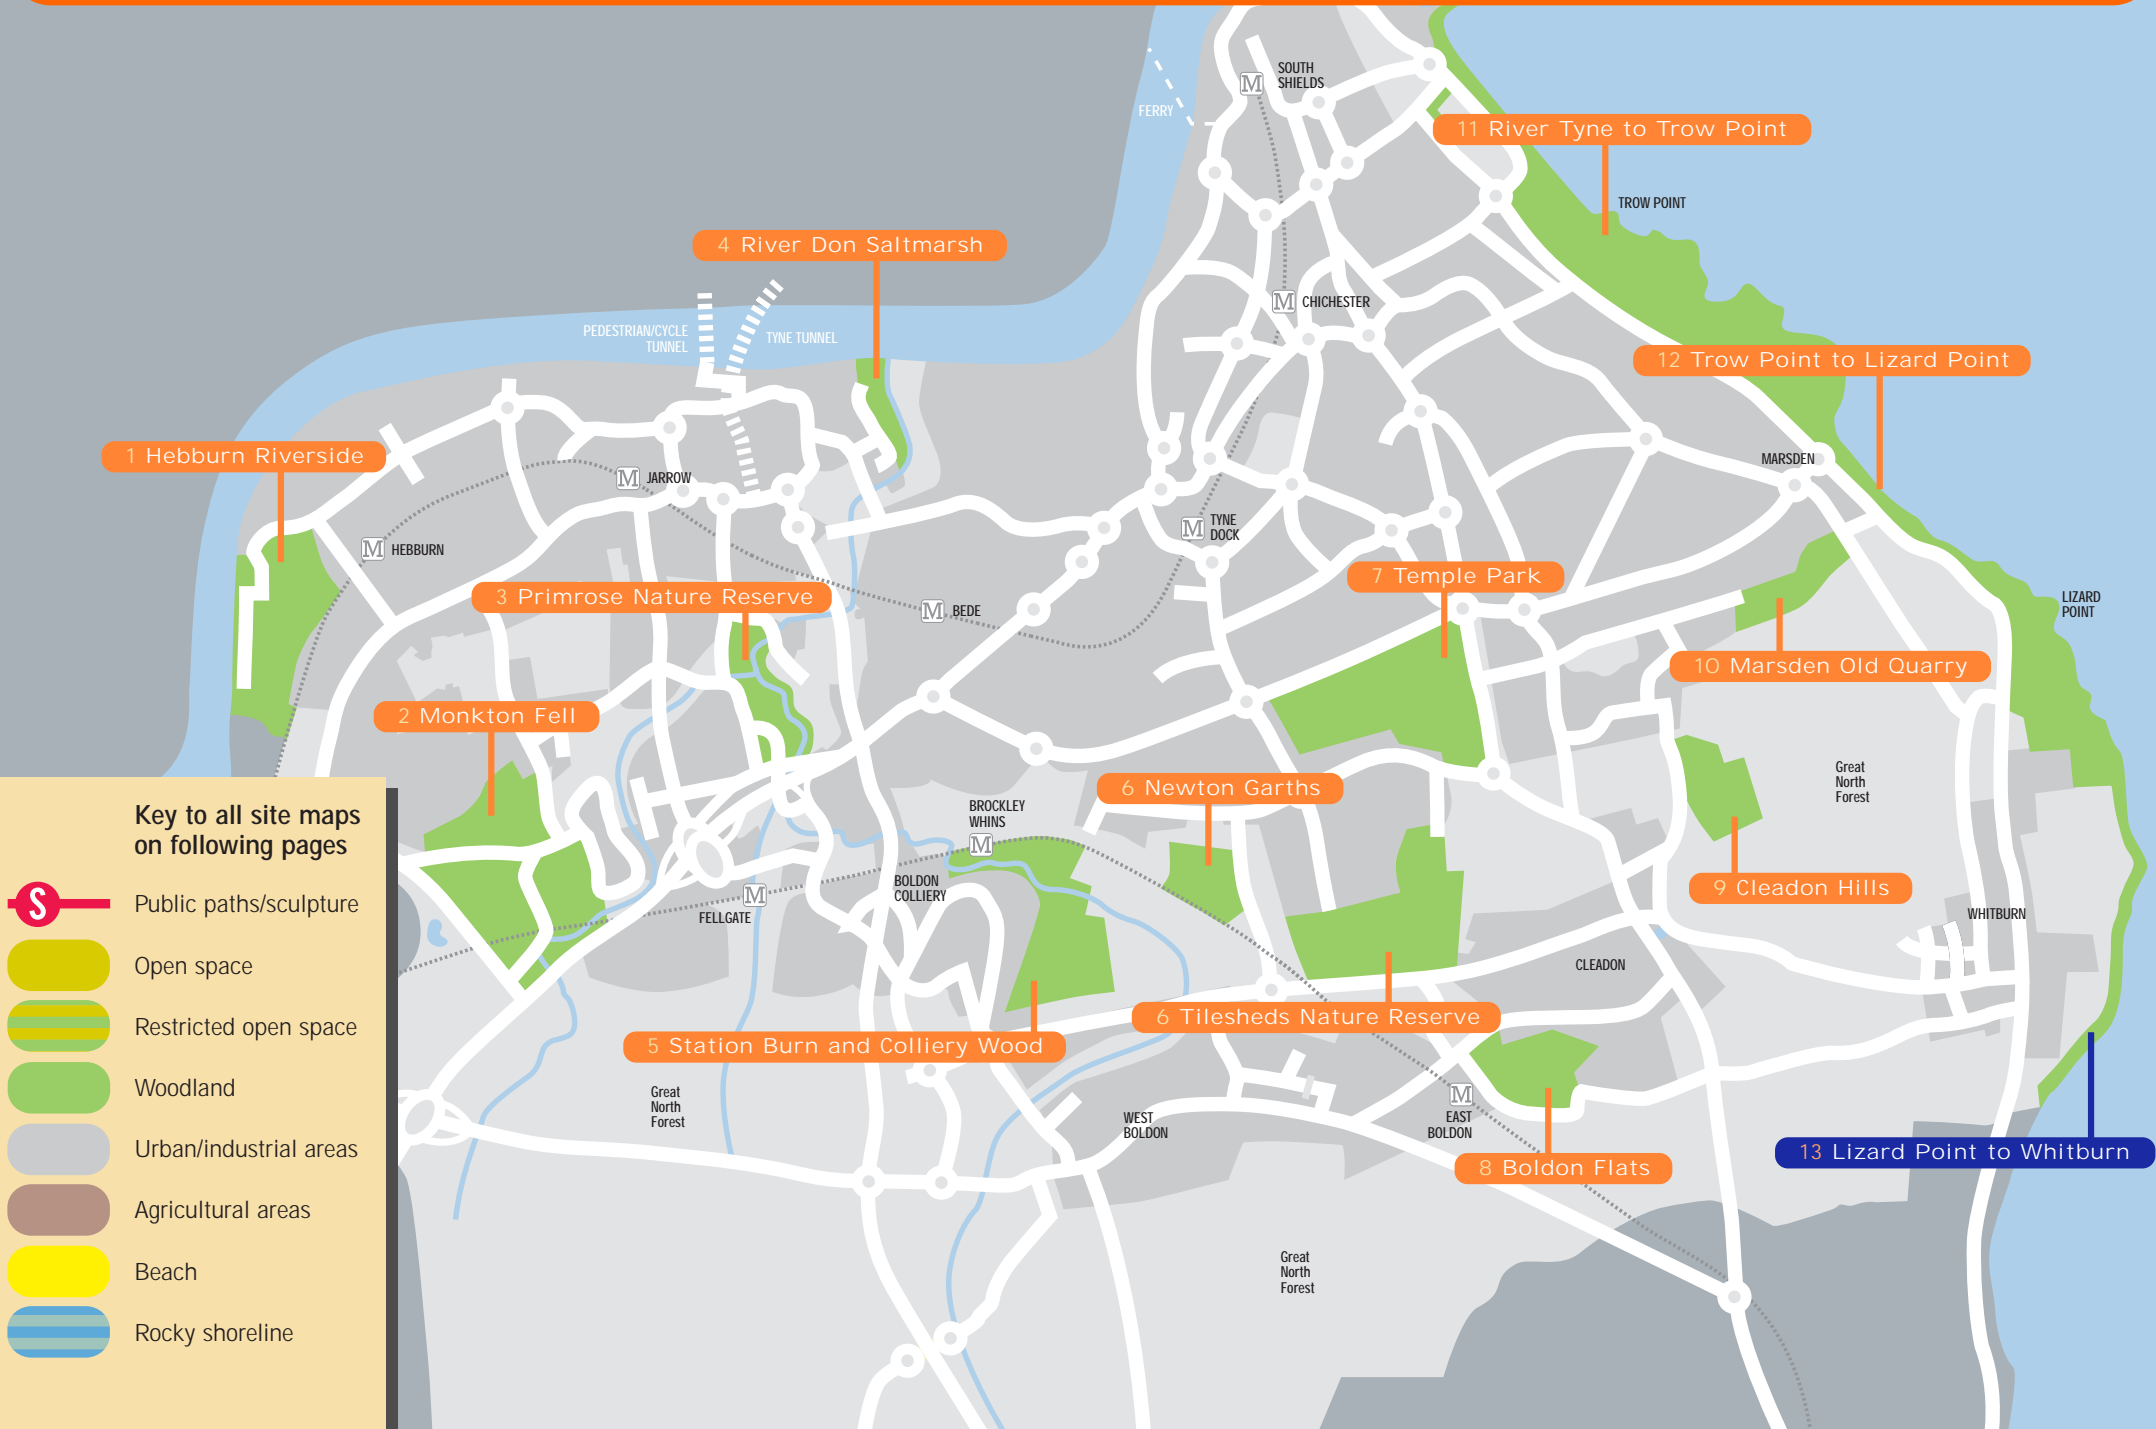 SOUTH
SHIELDS
FERRY
11 River Tyne to Trow Point
TROW POINT
4 River Don Saltmarsh
M
M CHICHESTER
PEDESTRIAN/CYCLE
TUNNEL
TYNE TUNNEL
12 Trow Point to Lizard Point
1 Hebburn Riverside
MARSDEN
M JARROW
M TYNE
DOCK
M HEBBURN
7 Temple Park
3 Primrose Nature Reserve
M BEDE
LIZARD
POINT
10 Marsden Old Quarry
2 Monkton Fell
Great
North
Forest
6 Newton Garths
BROCKLEY
WHINS
M
9 Cleadon Hills
BOLDON
COLLIERY
M
FELLGATE
WHITBURN
CLEADON
6 Tilesheds Nature Reserve
5 Station Burn and Colliery Wood
Great
North
Forest
M
EAST
BOLDON
WEST
BOLDON
13 Lizard Point to Whitburn
8 Boldon Flats
Great
North
Forest
Key to all site maps
on following pages
S Public paths/sculpture
Open space
Restricted open space
Woodland
Urban/industrial areas
Agricultural areas
Beach
Rocky shoreline